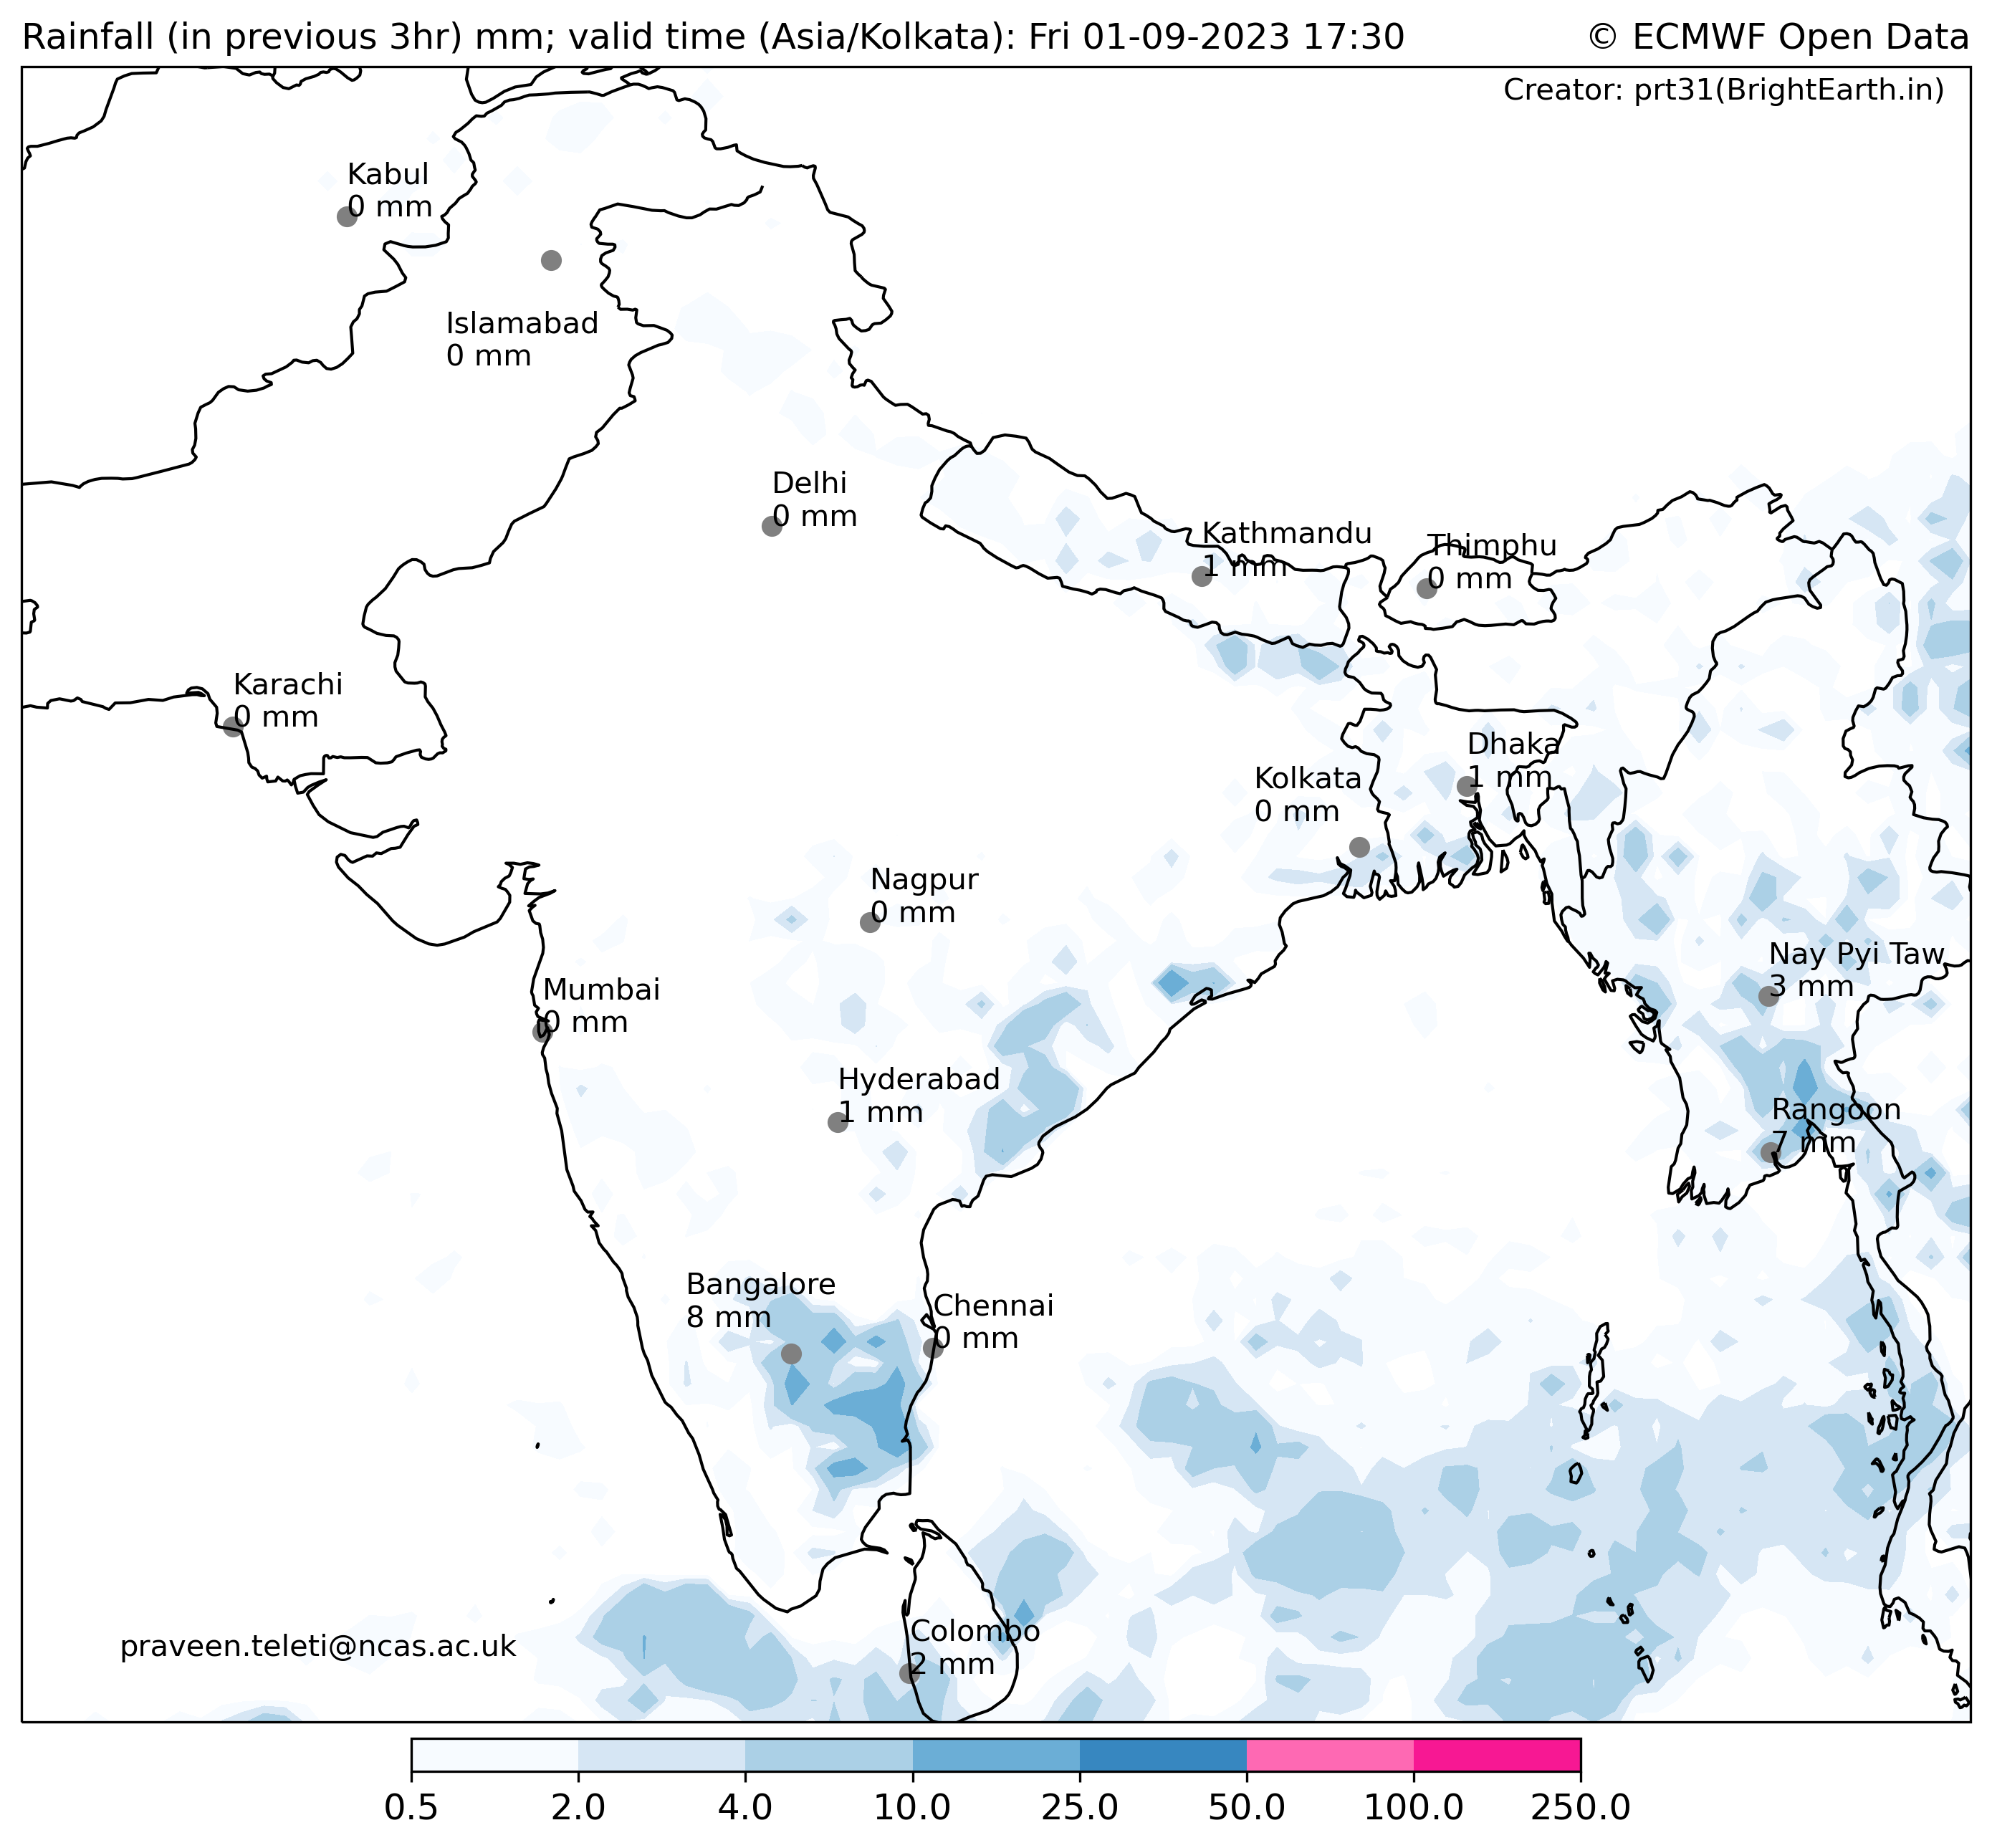 Rainfall (in previous 3hr) mm; valid time (Asia/Kolkata): Fri 01-09-2023 17:30
© ECMWF Open Data
Creator: prt31(BrightEarth.in)
Kabul
0 mm
Islamabad
0 mm
Delhi
0 mm
Kathmandu
1 mm
Thimphu
0 mm
Karachi
0 mm
Dhaka
1 mm
Kolkata
0 mm
Nagpur
0 mm
Nay Pyi Taw
3 mm
Mumbai
0 mm
Hyderabad
1 mm
Rangoon
7 mm
Bangalore
8 mm
Chennai
0 mm
Colombo
2 mm
praveen.teleti@ncas.ac.uk
0.5 2.0 4.0 10.0 25.0 50.0 100.0 250.0